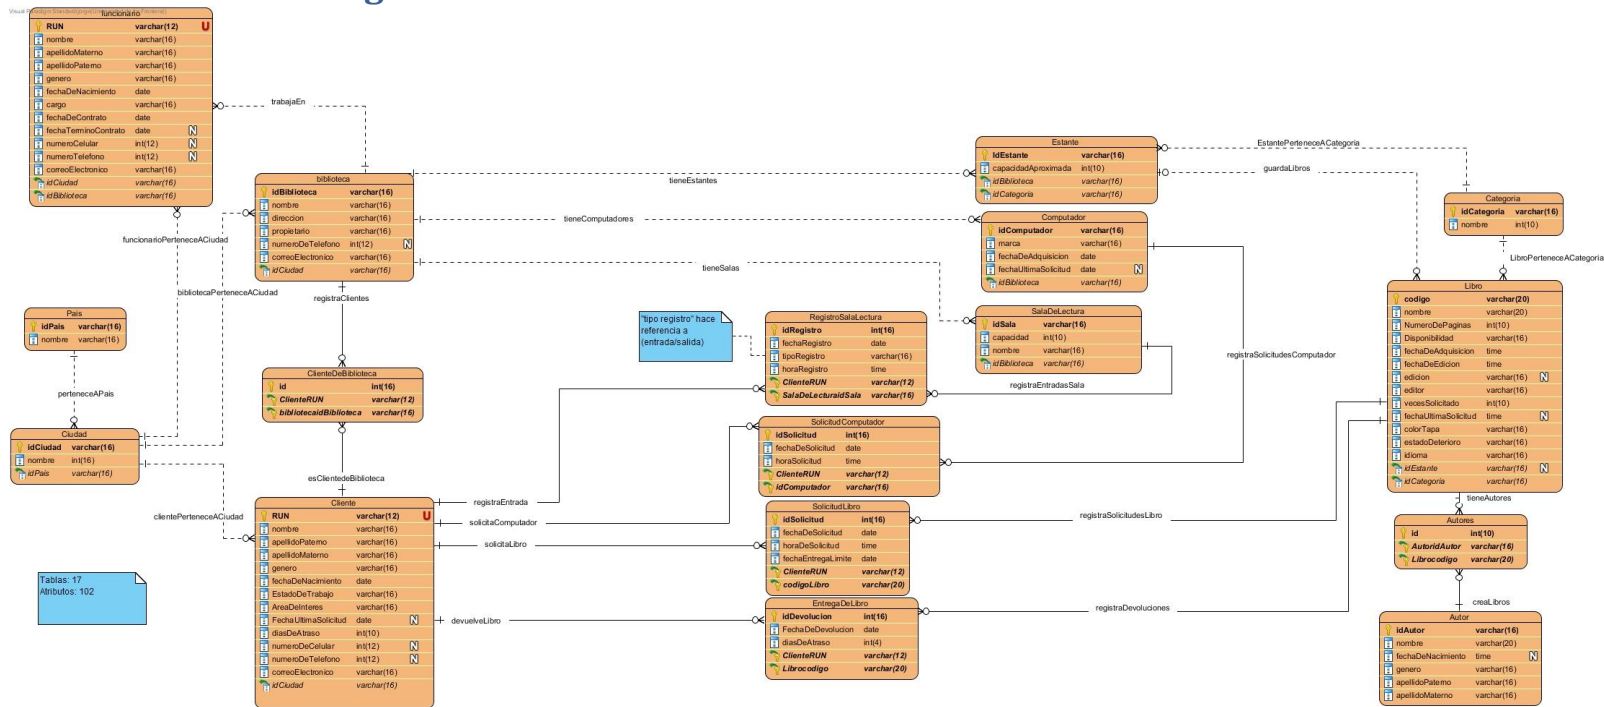 funcionario
RUN varchar(12) U
nombre varchar(16)
apellidoMaterno varchar(16)
apellidoPaterno varchar(16)
genero varchar(16)
fechaDeNacimiento date
cargo varchar(16)
fechaDeContrato date
fechaTerminoContrato date N
numeroCelular int(12) N
numeroTelefono int(12) N
correoElectronico varchar(16)
idCiudad varchar(16)
idBiblioteca varchar(16)
trabajaEn
funcionarioPerteneceACiudad
bibliotecaPerteneceACiudad
biblioteca
idBiblioteca varchar(16)
nombre varchar(16)
direccion varchar(16)
propietario varchar(16)
numeroDeTelefono int(12) N
correoElectronico varchar(16)
idCiudad varchar(16)
registraClientes
tieneEstantes
tieneComputadores
tieneSalas
Estante
IdEstante varchar(16)
capacidadAproximada int(10)
idBiblioteca varchar(16)
idCategoria varchar(16)
EstantePerteneceACategoria
guardaLibros
Categoria
idCategoria varchar(16)
nombre int(10)
LibroPerteneceACategoria
Computador
idComputador varchar(16)
marca varchar(16)
fechaDeAdquisicion date
fechaUltimaSolicitud date N
idBiblioteca varchar(16)
SalaDeLectura
idSala varchar(16)
capacidad int(10)
nombre varchar(16)
idBiblioteca varchar(16)
registraEntradasSala
registraSolicitudesComputador
"tipo registro" hace
referencia a
(entrada/salida)
RegistroSalaLectura
idRegistro int(16)
fechaRegistro date
tipoRegistro varchar(16)
horaRegistro time
ClienteRUN varchar(12)
SalaDeLecturaidSala varchar(16)
Pais
idPais varchar(16)
nombre varchar(16)
perteneceAPais
Ciudad
idCiudad varchar(16)
nombre int(16)
idPais varchar(16)
clientePerteneceACiudad
ClienteDeBiblioteca
id int(16)
ClienteRUN varchar(12)
bibliotecaidBiblioteca varchar(16)
esClientedeBiblioteca
Cliente
RUN varchar(12) U
nombre varchar(16)
apellidoPaterno varchar(16)
apellidoMaterno varchar(16)
genero varchar(16)
fechaDeNacimiento date
EstadoDeTrabajo varchar(16)
AreaDeInteres varchar(16)
FechaUltimaSolicitud date N
diasDeAtraso int(10)
numeroDeCelular int(12) N
numeroDeTelefono int(12) N
correoElectronico varchar(16)
idCiudad varchar(16)
registraEntrada
solicitaComputador
solicitaLibro
devuelveLibro
SolicitudComputador
idSolicitud int(16)
fechaDeSolicitud date
horaSolicitud time
ClienteRUN varchar(12)
idComputador varchar(16)
SolicitudLibro
idSolicitud int(16)
fechaDeSolicitud date
horaDeSolicitud time
fechaEntregaLimite date
ClienteRUN varchar(12)
codigoLibro varchar(20)
EntregaDeLibro
idDevolucion int(16)
FechaDeDevolucion date
diasDeAtraso int(4)
ClienteRUN varchar(12)
Librocodigo varchar(20)
registraSolicitudesLibro
registraDevoluciones
Libro
codigo varchar(20)
nombre varchar(20)
NumeroDePaginas int(10)
Disponibilidad varchar(16)
fechaDeAdquisicion time
fechaDeEdicion time
edicion varchar(16) N
editor varchar(16)
vecesSolicitado int(10)
fechaUltimaSolicitud time N
colorTapa varchar(16)
estadoDeterioro varchar(16)
idioma varchar(16)
idEstante varchar(16) N
idCategoria varchar(16)
tieneAutores
Autores
id int(10)
AutoridAutor varchar(16)
Librocodigo varchar(20)
creaLibros
Autor
idAutor varchar(16)
nombre varchar(20)
fechaDeNacimiento time N
genero varchar(16)
apellidoPaterno varchar(16)
apellidoMaterno varchar(16)
Tablas: 17
Atributos: 102